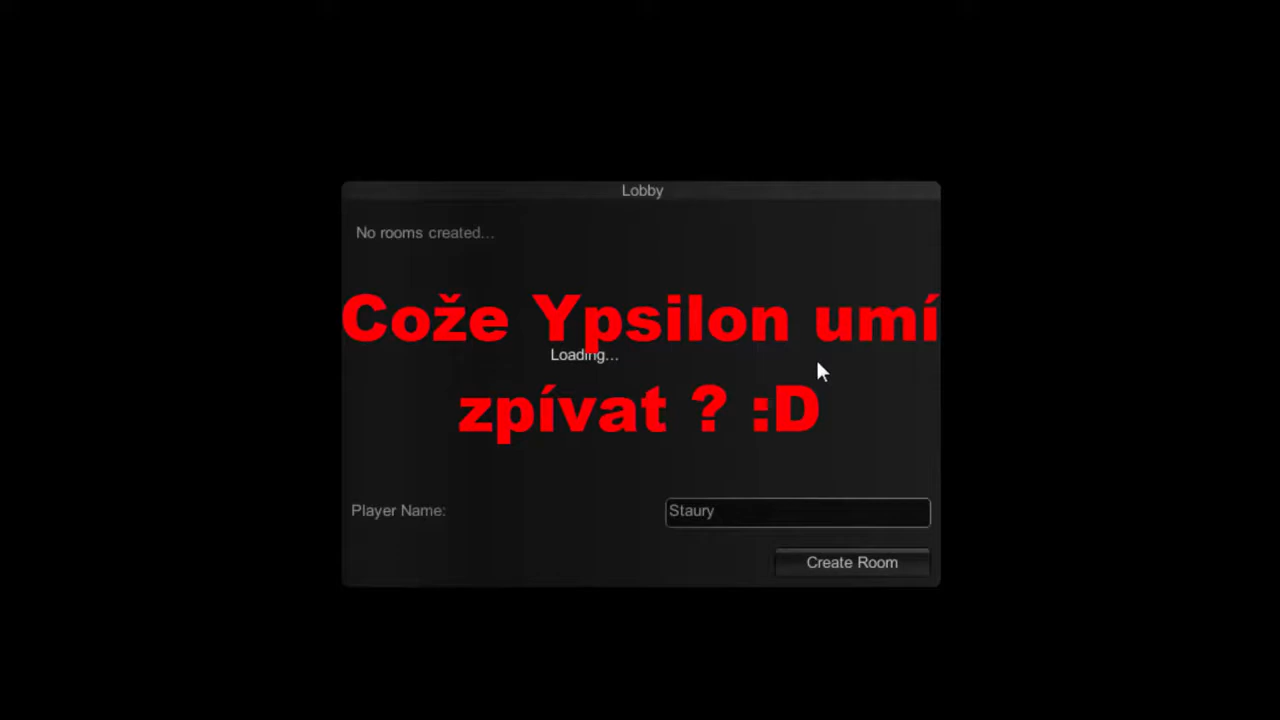 Lobby
No rooms created...
Cože Ypsilon umí
Loading...
zpívat ? :D
Player Name:
Staury
Create Room